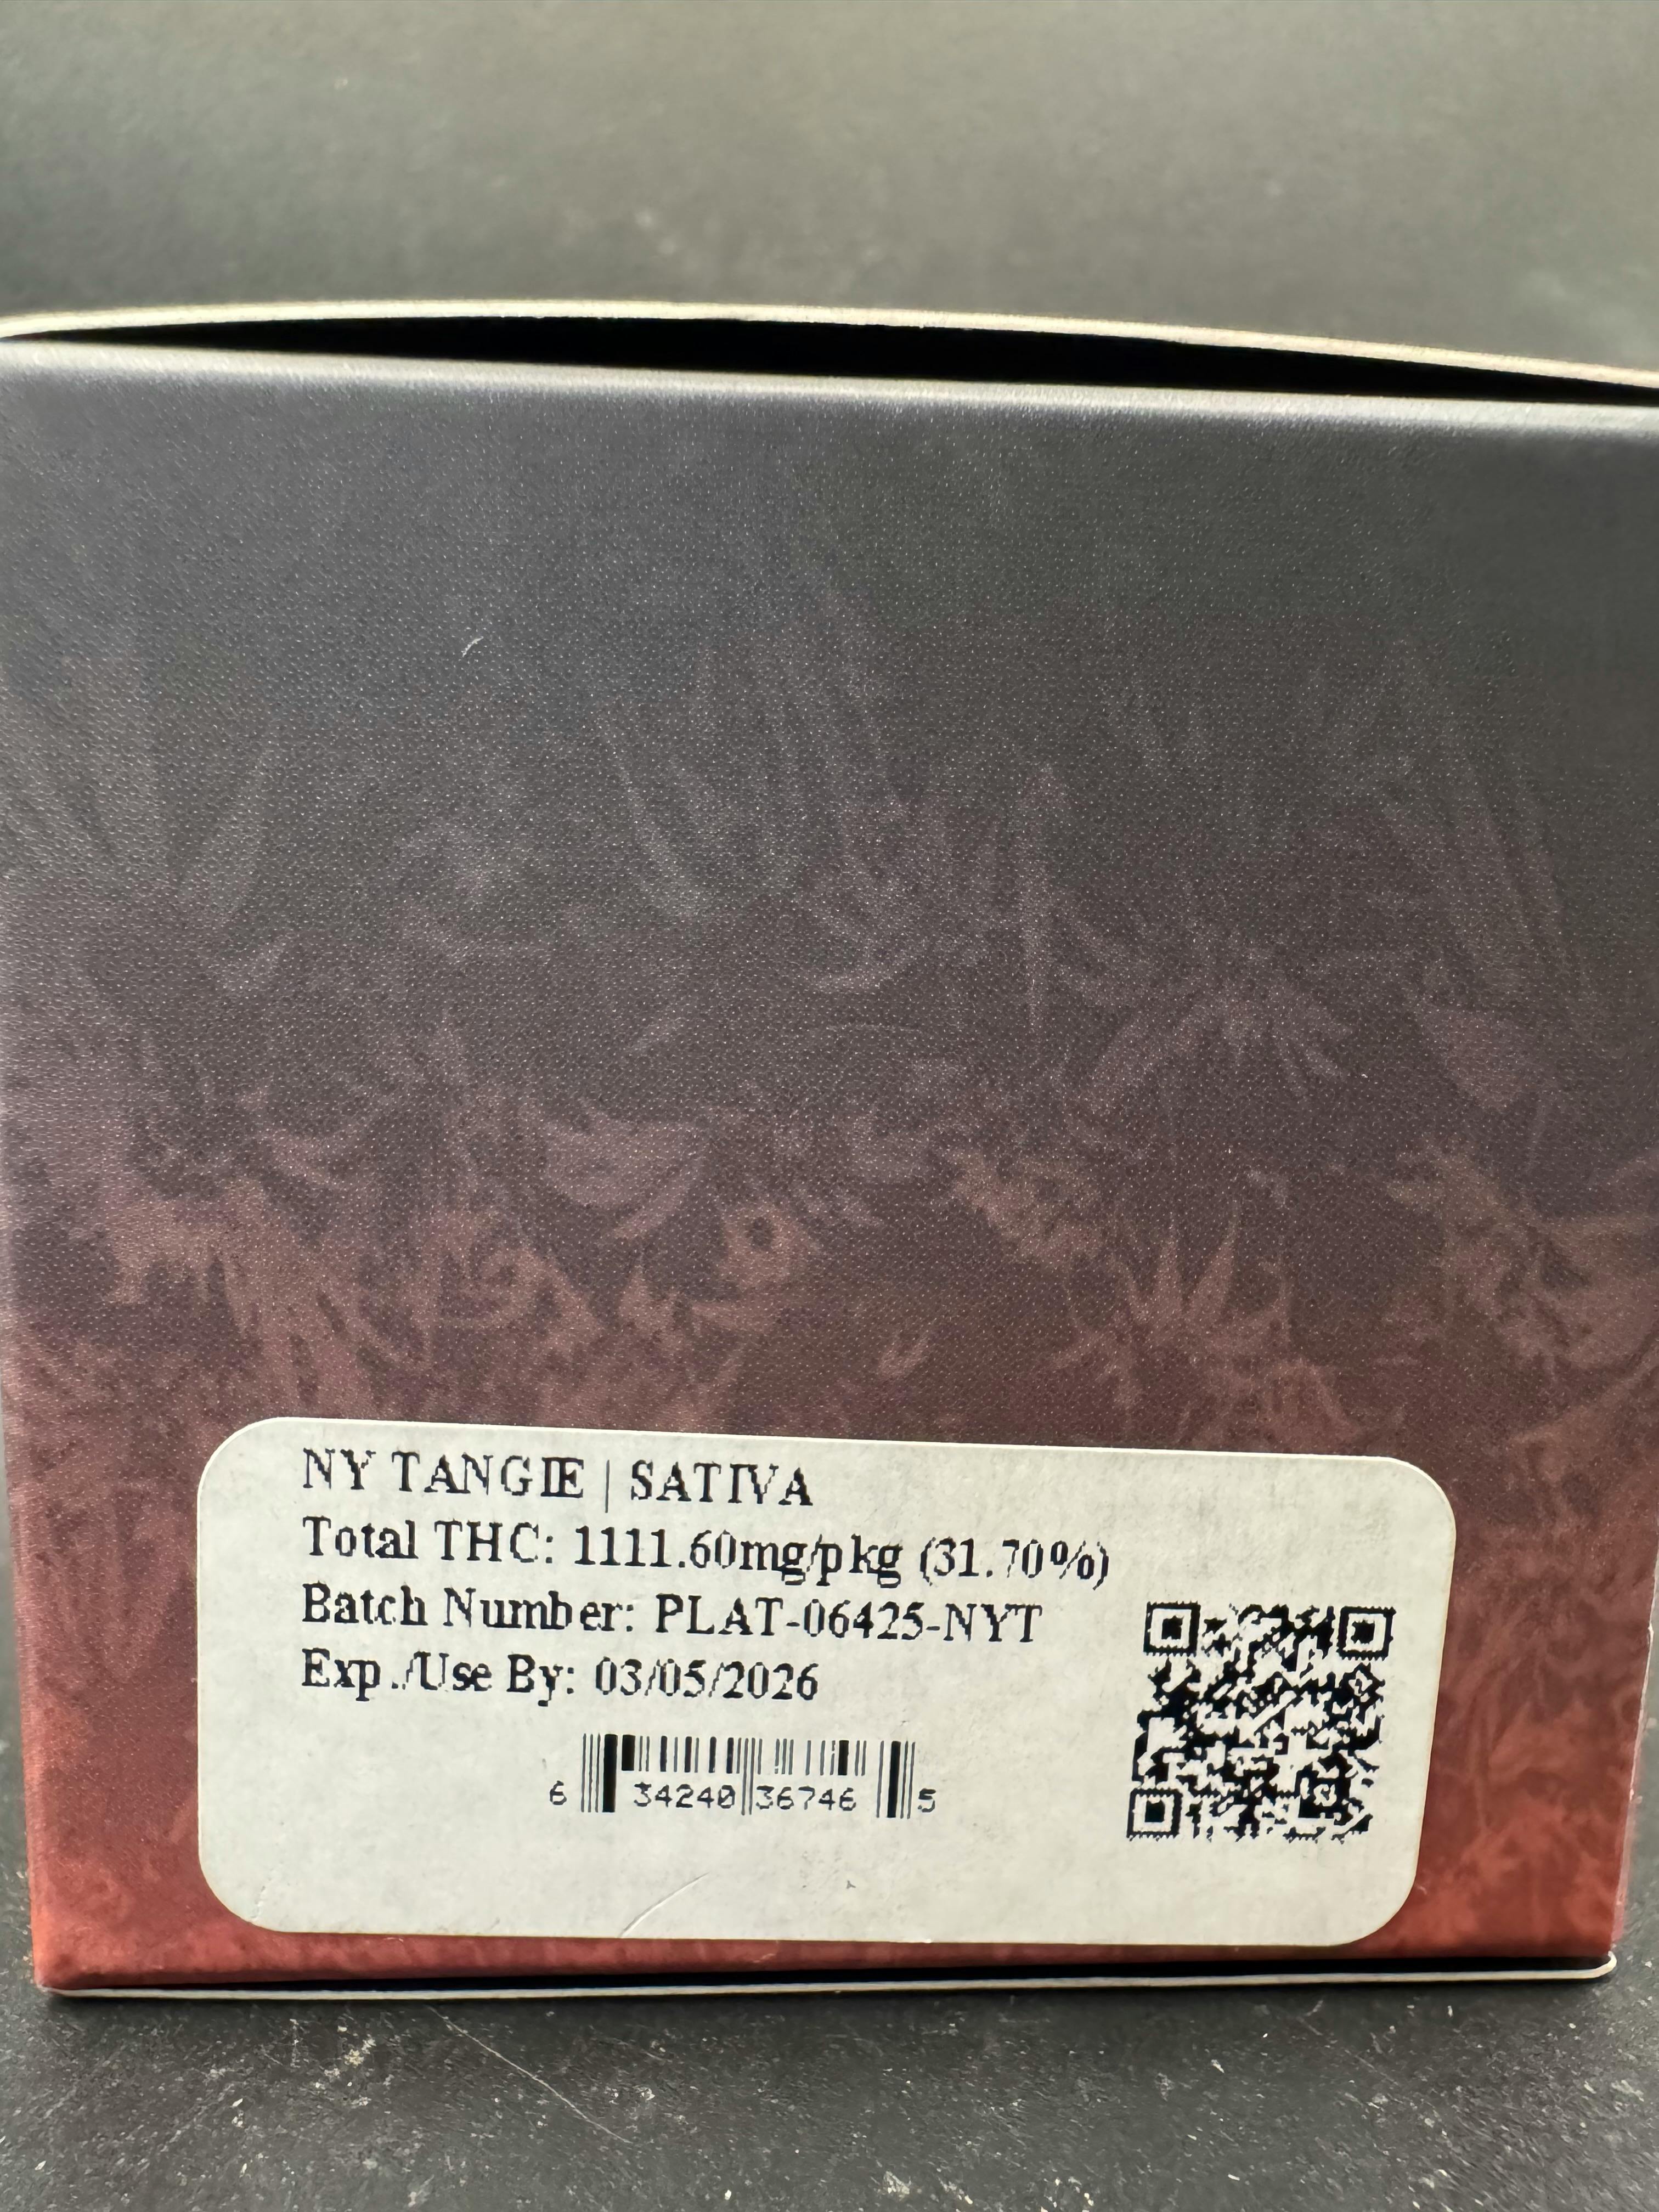 NY TANGIE | SATIVA
Total THC: 1111.60mg/pkg (31.70%)
Batch Number: PLAT-06425-NYT
Exp./Use By: 03/05/2026
6 34240 36746 5